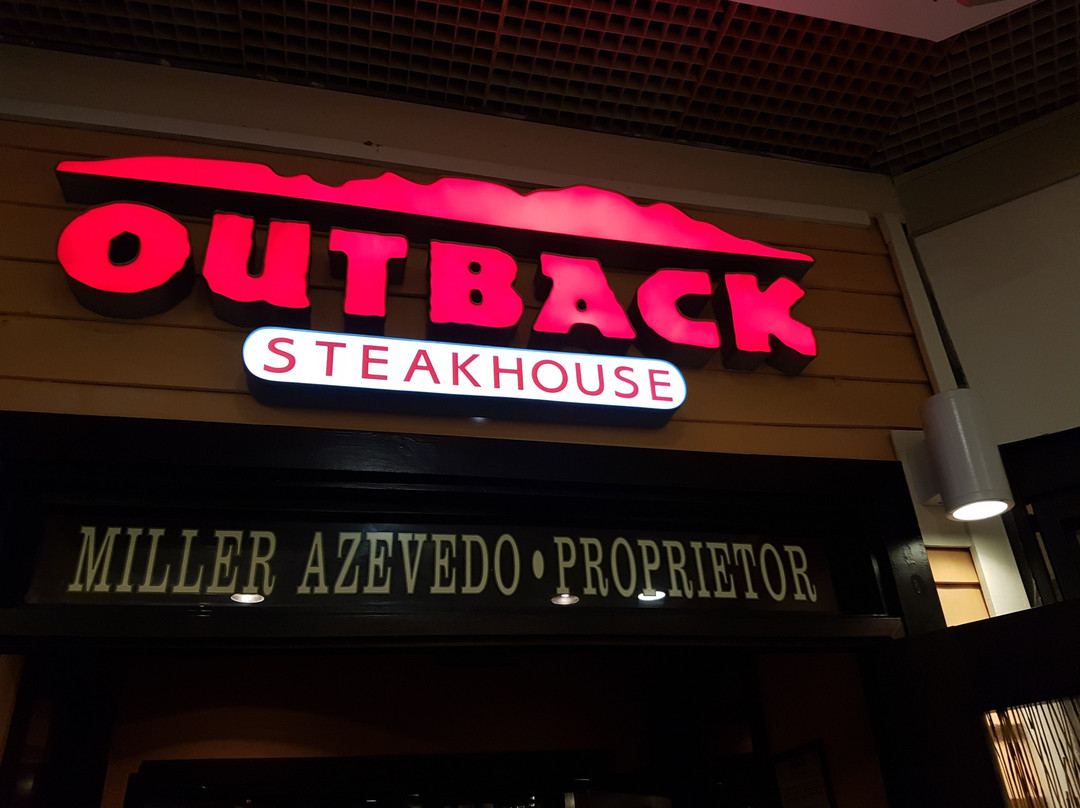 OUTBACK
STEAKHOUSE
MILLER AZEVEDO • PROPRIETOR